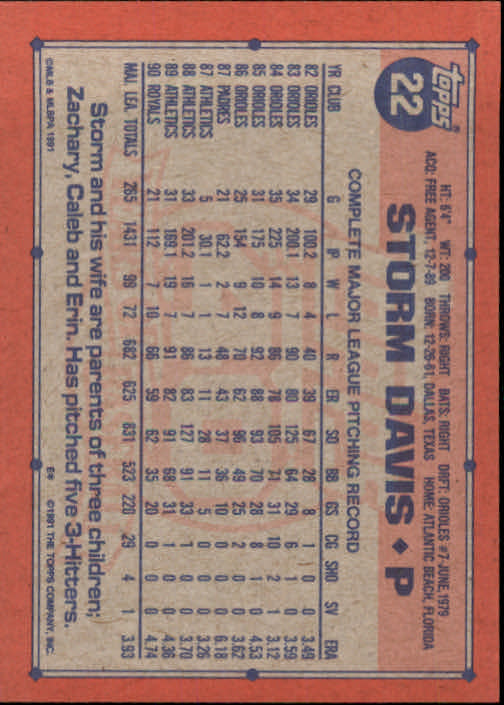 topps®
22
HT: 6'4" WT: 200 THROWS: RIGHT BATS: RIGHT DRFT: ORIOLES #7-JUNE, 1979
ACQ: FREE AGENT, 12-7-89 BORN: 12-26-61, DALLAS, TEXAS HOME: ATLANTIC BEACH, FLORIDA
STORM DAVIS ◆ P
COMPLETE MAJOR LEAGUE PITCHING RECORD
YR CLUB G IP W L R ER SO BB GS CG SHO SV ERA
82 ORIOLES 29 100.2 8 4 40 39 67 28 8 1 0 0 3.49
83 ORIOLES 34 200.1 13 7 90 80 125 64 29 6 1 0 3.59
84 ORIOLES 35 225 14 9 86 78 105 71 31 10 2 1 3.12
85 ORIOLES 31 175 10 8 92 88 93 70 28 8 1 0 4.53
86 ORIOLES 25 154 9 12 70 62 96 49 25 2 0 0 3.62
87 PADRES 21 62.2 2 7 48 43 37 36 10 0 0 0 6.18
87 ATHLETICS 5 30.1 1 1 13 11 28 11 5 0 0 0 3.26
88 ATHLETICS 33 201.2 16 7 86 83 127 91 33 1 0 0 3.70
89 ATHLETICS 31 169.1 19 7 91 82 91 68 31 1 0 0 4.36
90 ROYALS 21 112 7 10 66 59 62 35 20 0 0 0 4.74
MAJ. LEA. TOTALS 265 1431 99 72 682 625 831 523 220 29 4 1 3.93
Storm and his wife are parents of three children;
Zachary, Caleb and Erin. Has pitched five 3-Hitters.
©MLB & MLBPA 1991 E® ©1991 THE TOPPS COMPANY, INC.